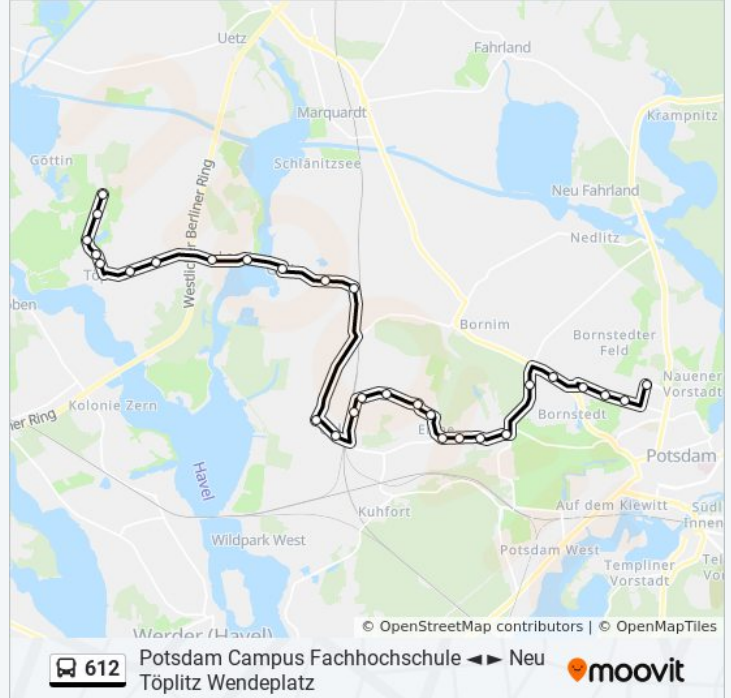 Uetz
Fahrland
Marquardt
Krampnitz
Göttin
Schlänitzsee
Neu Fahrland
Westlicher Berliner Ring
Nedlitz
Bornim
Bornstedter
Feld
Nauener
Vorstadt
Kolonie Zern
Bornstedt
Potsdam
Havel
Kuhfort
Auf dem Kiewitt
Wildpark West
Potsdam West
Templiner
Vorstadt
Werder (Havel)
© OpenStreetMap contributors | © OpenMapTiles
612
Potsdam Campus Fachhochschule ◄ ► Neu
Töplitz Wendeplatz
moovit